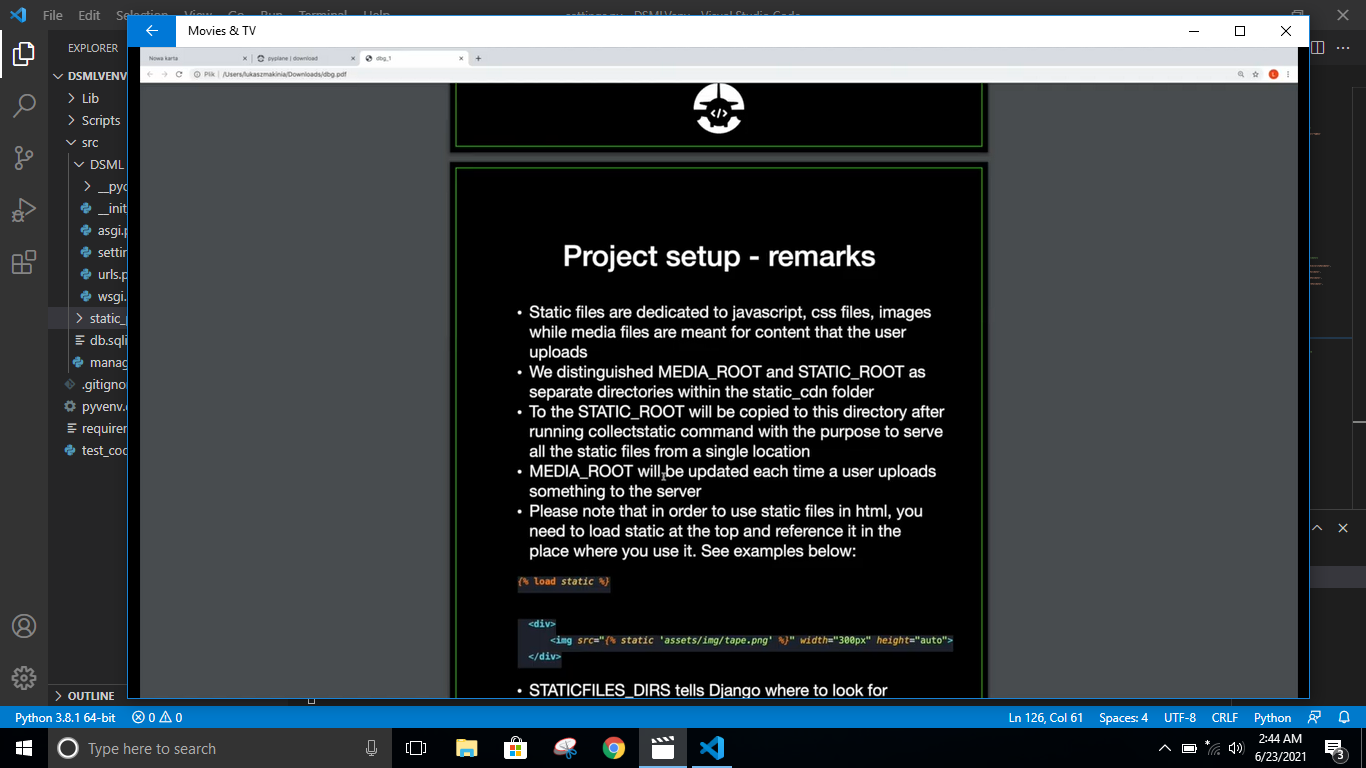 File Edit Selection View Go Run Terminal Help
Movies & TV
EXPLORER
Nowa karta
pyplane | download
dbg_1
Plik | /Users/lukaszmakinia/Downloads/dbg.pdf
DSMLVENV
Lib
Scripts
src
DSML
__pyc
__init
asgi.p
settin
urls.p
wsgi.
static_
db.sqli
manag
.gitignor
pyvenv.c
requirer
test_coc
OUTLINE
</>
Project setup - remarks
• Static files are dedicated to javascript, css files, images
while media files are meant for content that the user
uploads
• We distinguished MEDIA_ROOT and STATIC_ROOT as
separate directories within the static_cdn folder
• To the STATIC_ROOT will be copied to this directory after
running collectstatic command with the purpose to serve
all the static files from a single location
• MEDIA_ROOT will be updated each time a user uploads
something to the server
• Please note that in order to use static files in html, you
need to load static at the top and reference it in the
place where you use it. See examples below:
{% load static %}
<div>
<img src="{% static 'assets/img/tape.png' %}" width="300px" height="auto">
</div>
• STATICFILES_DIRS tells Django where to look for
Python 3.8.1 64-bit 0 0 Ln 126, Col 61 Spaces: 4 UTF-8 CRLF Python
Type here to search
2:44 AM
6/23/2021
3